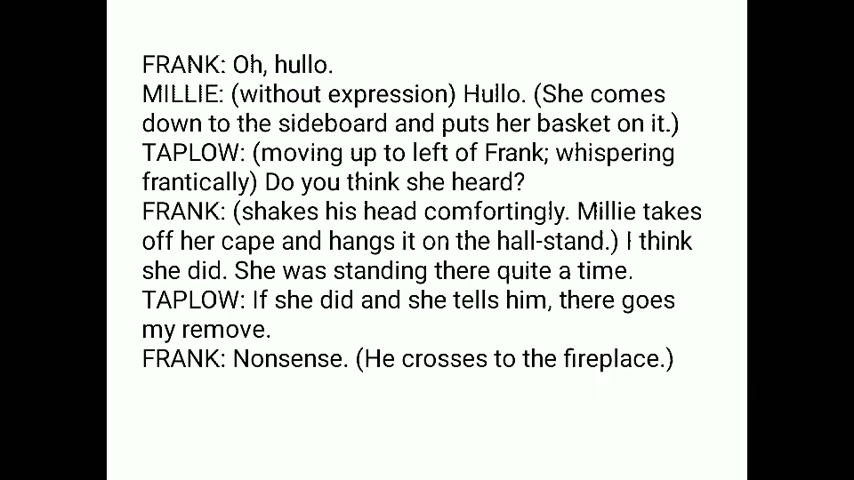 FRANK: Oh, hullo.
MILLIE: (without expression) Hullo. (She comes
down to the sideboard and puts her basket on it.)
TAPLOW: (moving up to left of Frank; whispering
frantically) Do you think she heard?
FRANK: (shakes his head comfortingly. Millie takes
off her cape and hangs it on the hall-stand.) I think
she did. She was standing there quite a time.
TAPLOW: If she did and she tells him, there goes
my remove.
FRANK: Nonsense. (He crosses to the fireplace.)